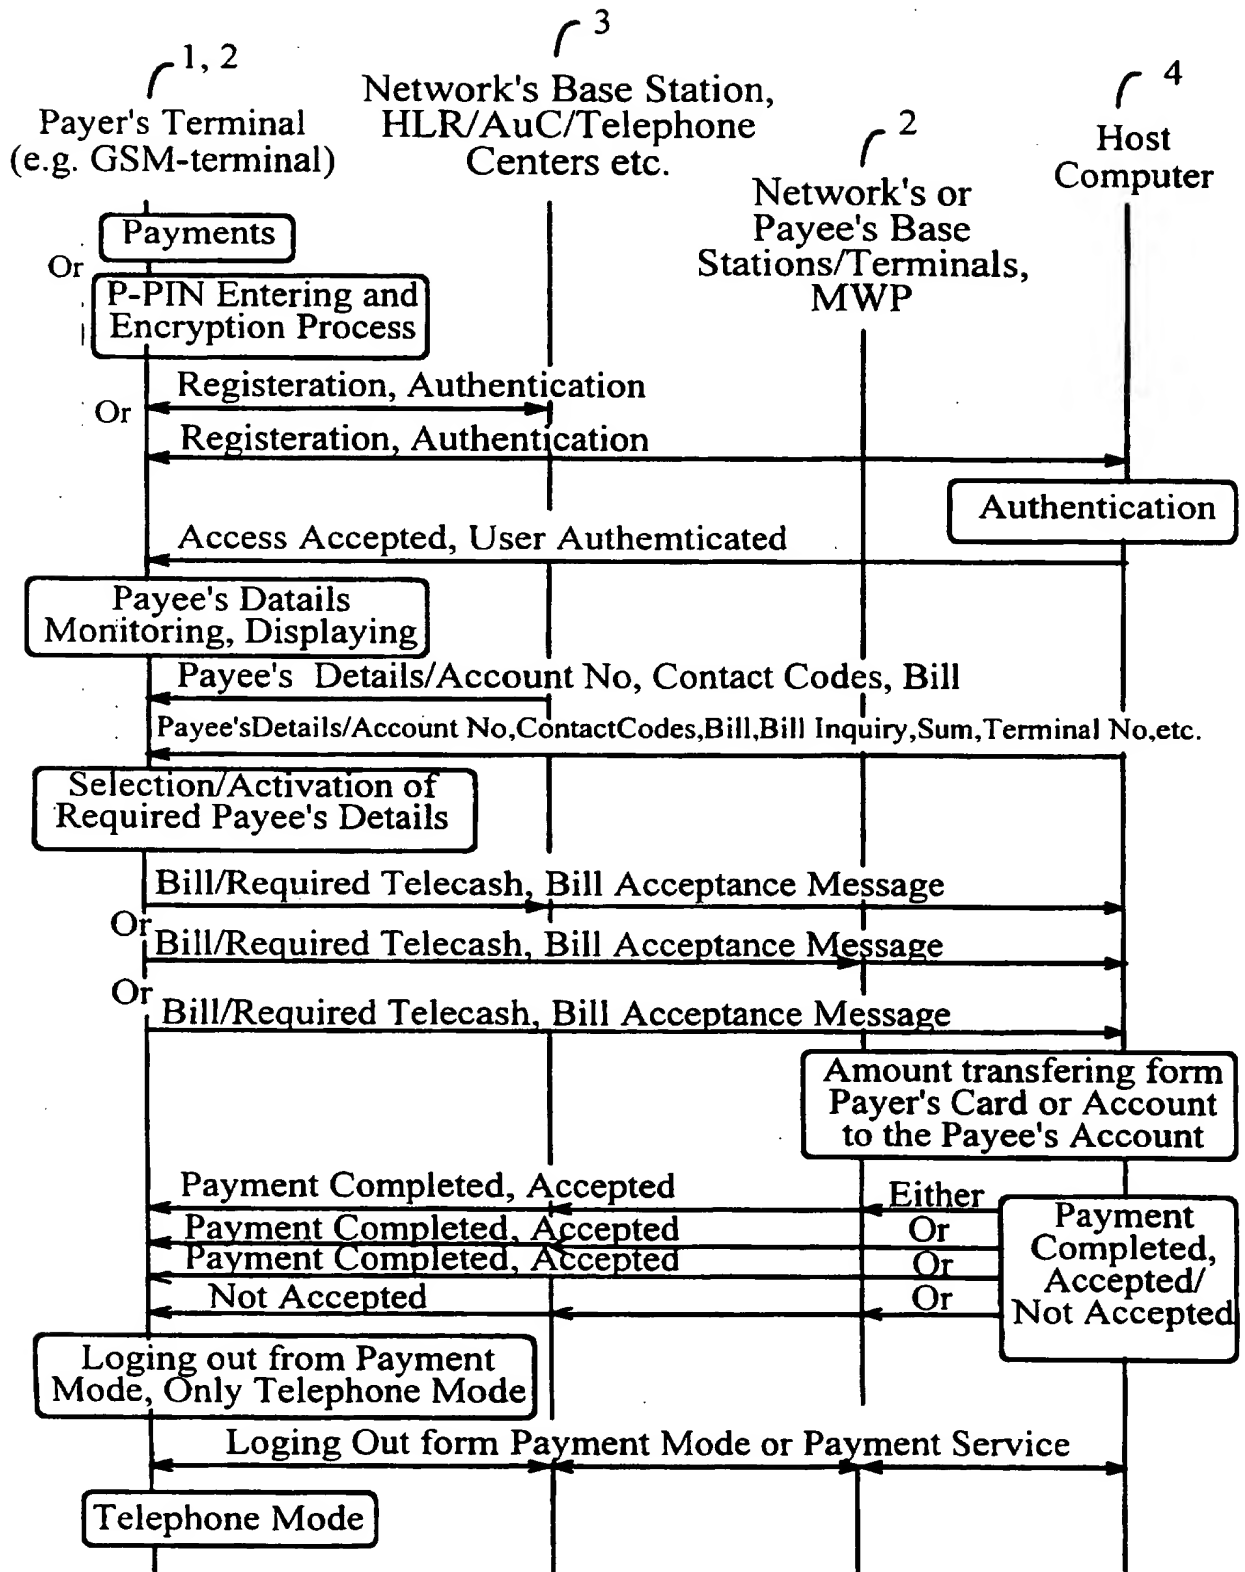 1, 2
3
4
2
Payer's Terminal
(e.g. GSM-terminal)
Network's Base Station,
HLR/AuC/Telephone
Centers etc.
Network's or
Payee's Base
Stations/Terminals,
MWP
Host
Computer
Payments
Or
P-PIN Entering and
Encryption Process
Registeration, Authentication
Or
Registeration, Authentication
Authentication
Access Accepted, User Authemticated
Payee's Datails
Monitoring, Displaying
Payee's Details/Account No, Contact Codes, Bill
Payee'sDetails/Account No,ContactCodes,Bill,Bill Inquiry,Sum,Terminal No,etc.
Selection/Activation of
Required Payee's Details
Bill/Required Telecash, Bill Acceptance Message
Or
Bill/Required Telecash, Bill Acceptance Message
Or
Bill/Required Telecash, Bill Acceptance Message
Amount transfering form
Payer's Card or Account
to the Payee's Account
Payment Completed, Accepted
Either
Payment Completed, Accepted
Or
Payment Completed, Accepted
Or
Not Accepted
Or
Payment
Completed,
Accepted/
Not Accepted
Loging out from Payment
Mode, Only Telephone Mode
Loging Out form Payment Mode or Payment Service
Telephone Mode